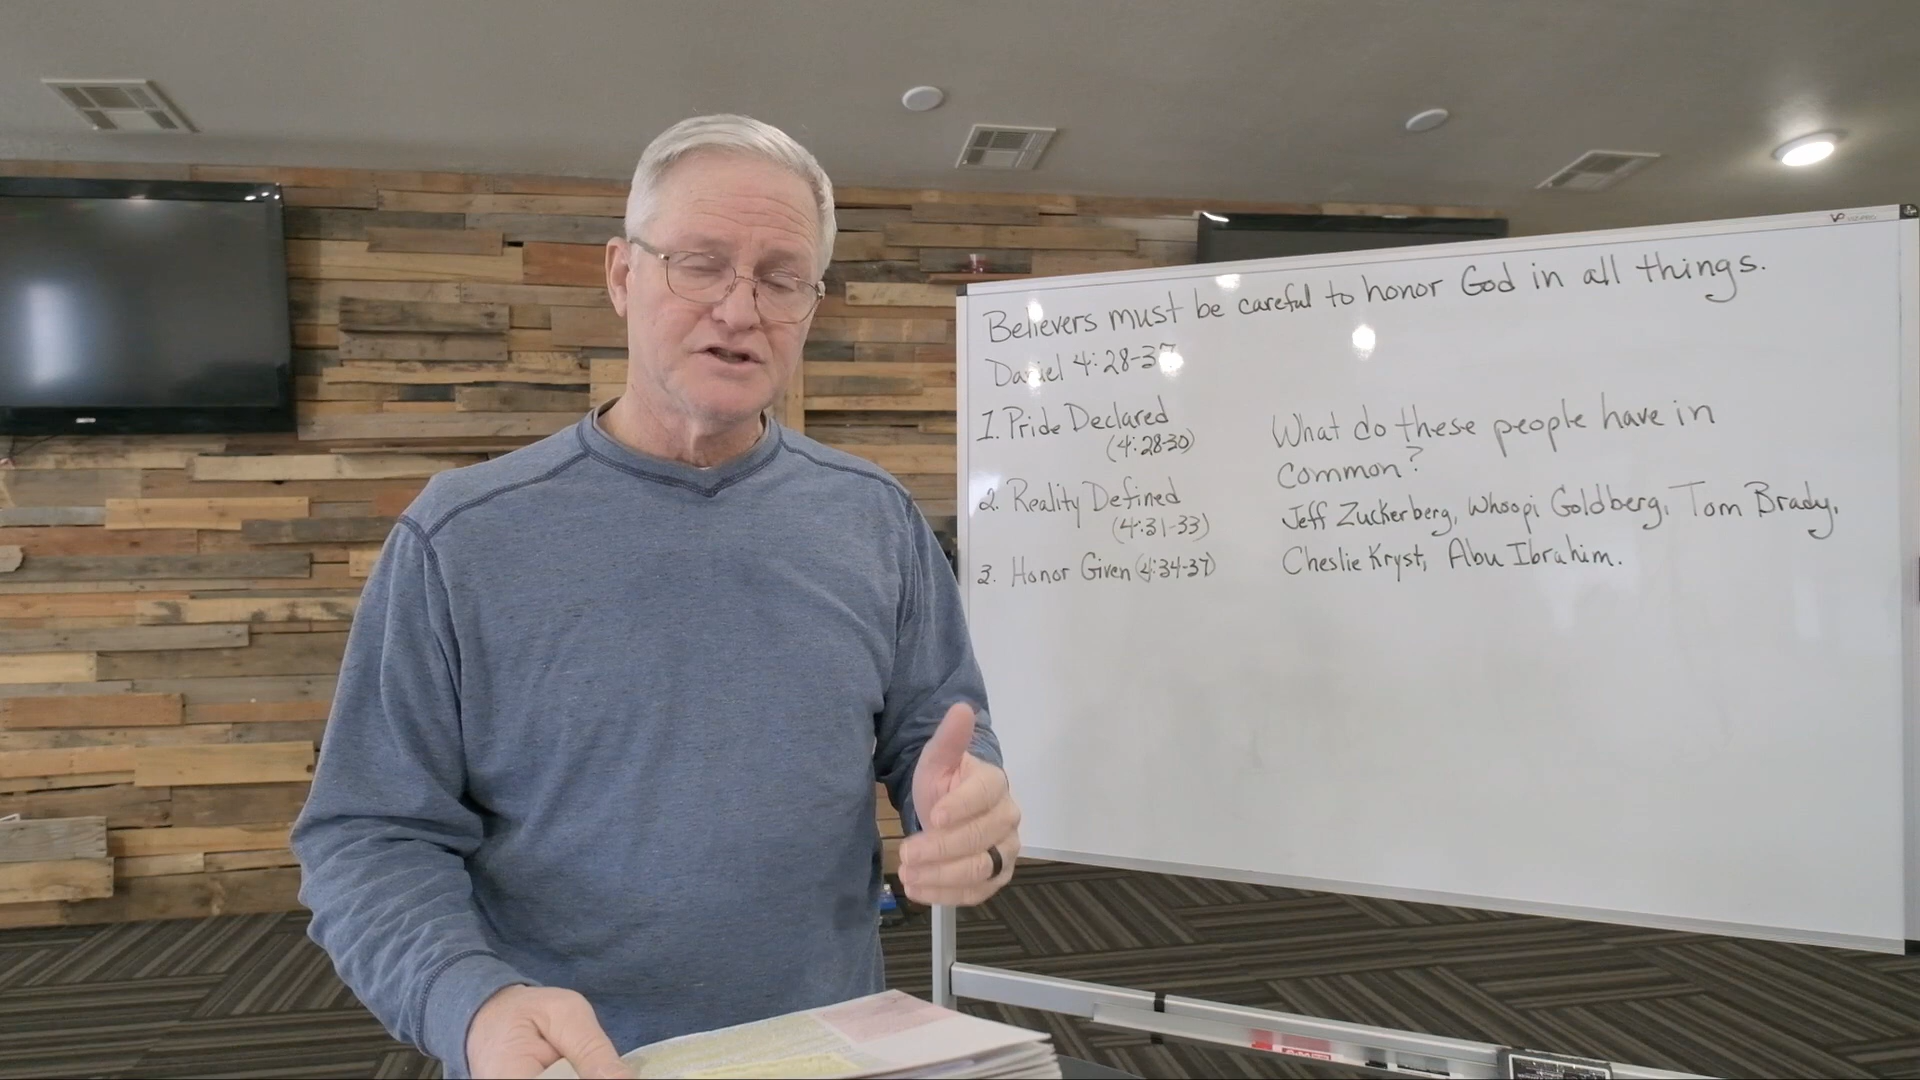 Believers must be careful to honor God in all things.
Daniel 4:28-37
1. Pride Declared
(4:28-30)
2. Reality Defined
(4:31-33)
3. Honor Given (4:34-37)
What do these people have in
common?
Jeff Zuckerberg, Whoopi Goldberg, Tom Brady,
Cheslie Kryst, Abu Ibrahim.